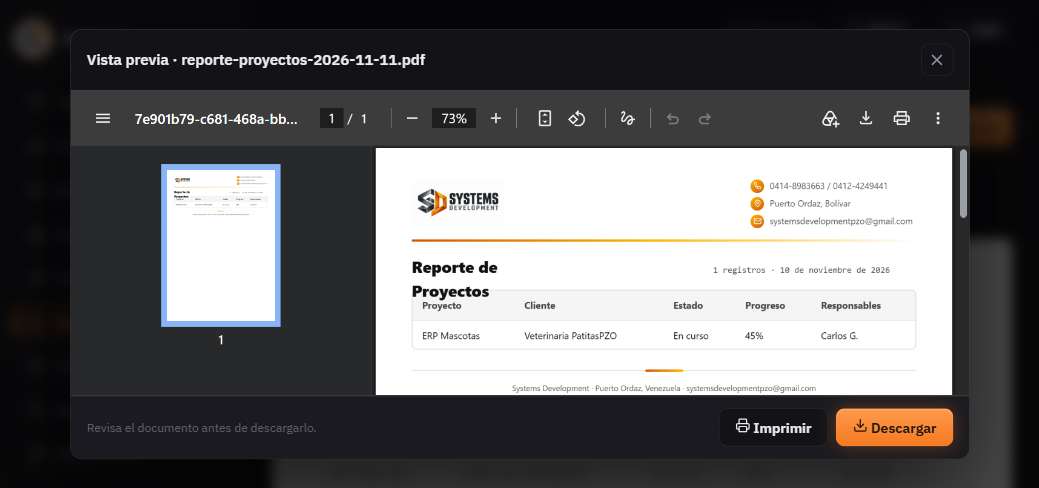 Vista previa · reporte-proyectos-2026-11-11.pdf
7e901b79-c681-468a-bb... 1 / 1 73%
SYSTEMS
DEVELOPMENT
0414-8983663 / 0412-4249441
Puerto Ordaz, Bolívar
systemsdevelopmentpzo@gmail.com
Reporte de
Proyectos
1 registros · 10 de noviembre de 2026
Proyecto Cliente Estado Progreso Responsables
ERP Mascotas Veterinaria PatitasPZO En curso 45% Carlos G.
Systems Development · Puerto Ordaz, Venezuela · systemsdevelopmentpzo@gmail.com
1
Revisa el documento antes de descargarlo.
Imprimir
Descargar